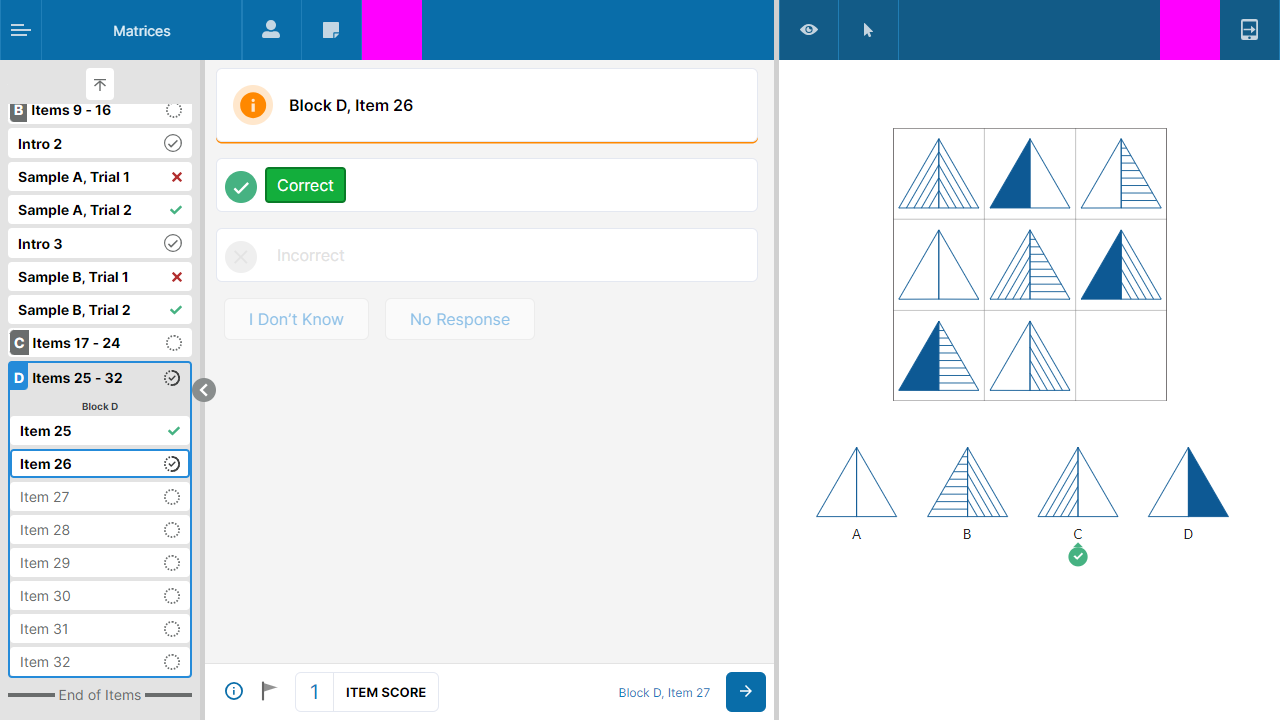 Matrices
B Items 9 - 16
Intro 2
Sample A, Trial 1
Sample A, Trial 2
Intro 3
Sample B, Trial 1
Sample B, Trial 2
C Items 17 - 24
D Items 25 - 32
Block D
Item 25
Item 26
Item 27
Item 28
Item 29
Item 30
Item 31
Item 32
End of Items
Block D, Item 26
Correct
Incorrect
I Don't Know No Response
1 ITEM SCORE
Block D, Item 27
A B C D